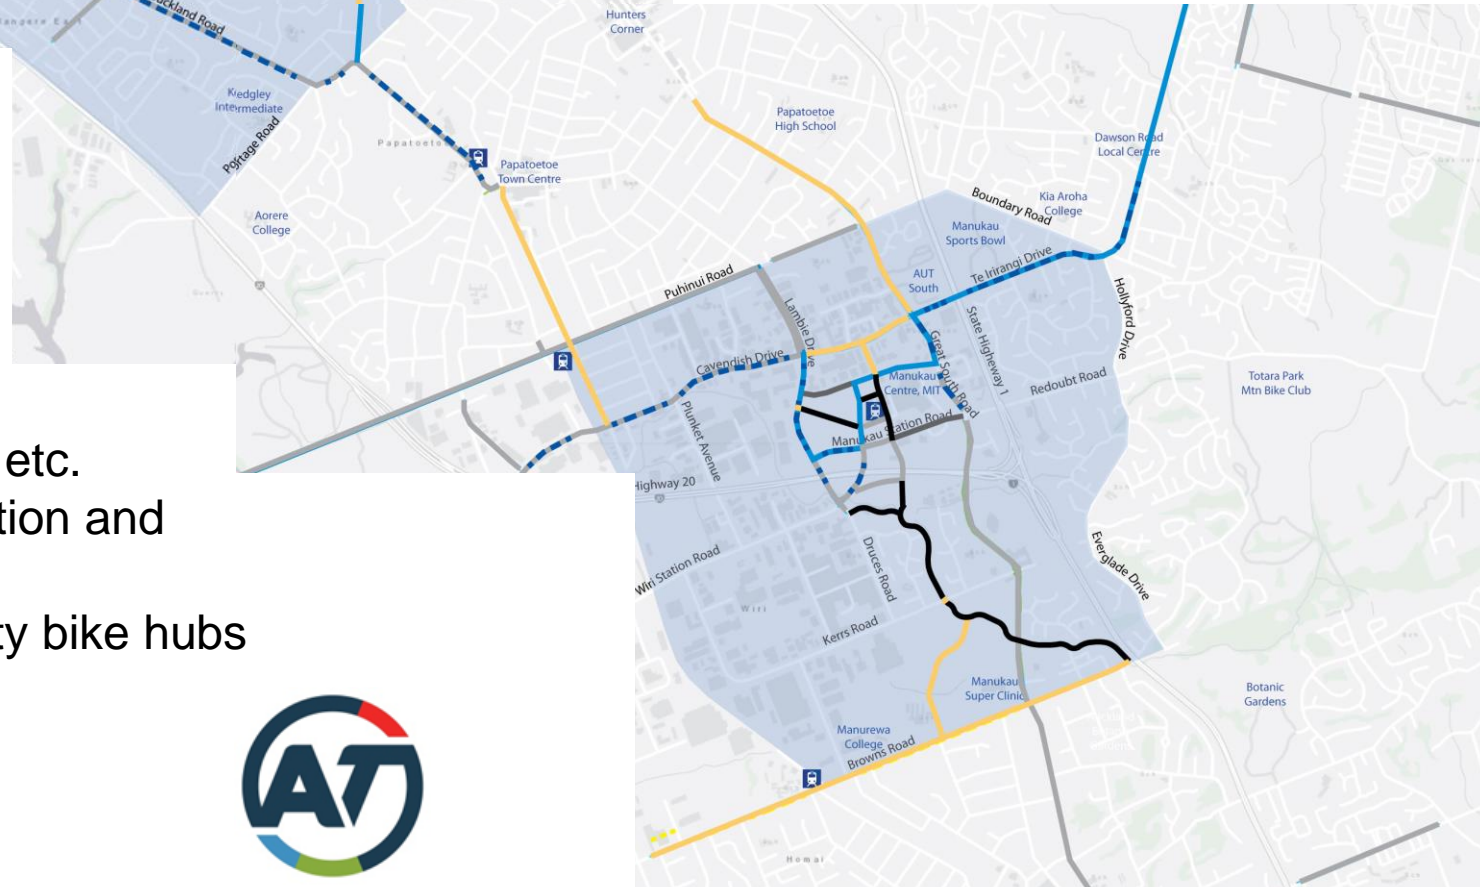 Hunters
Corner
Kedgley
Intermediate
Portage Road
Papatoetoe
High School
Dawson Road
Local Centre
Papatoetoe
Town Centre
Aorere
College
Boundary Road
Kia Aroha
College
Manukau
Sports Bowl
Te Irirangi Drive
AUT
South
Puhinui Road
Lambie Drive
Hollyford Drive
State Higheway 1
Great South Road
Cavendish Drive
Manukau
Centre, MIT
Redoubt Road
Totara Park
Mtn Bike Club
Plunket Avenue
Manukau Station Road
etc.
Highway 20
tion and
Wiri Station Road
Druces Road
Everglade Drive
Wiri
Kerrs Road
ty bike hubs
Manukau
Super Clinic
Botanic
Gardens
Manurewa
College
Browns Road
AT
Homai